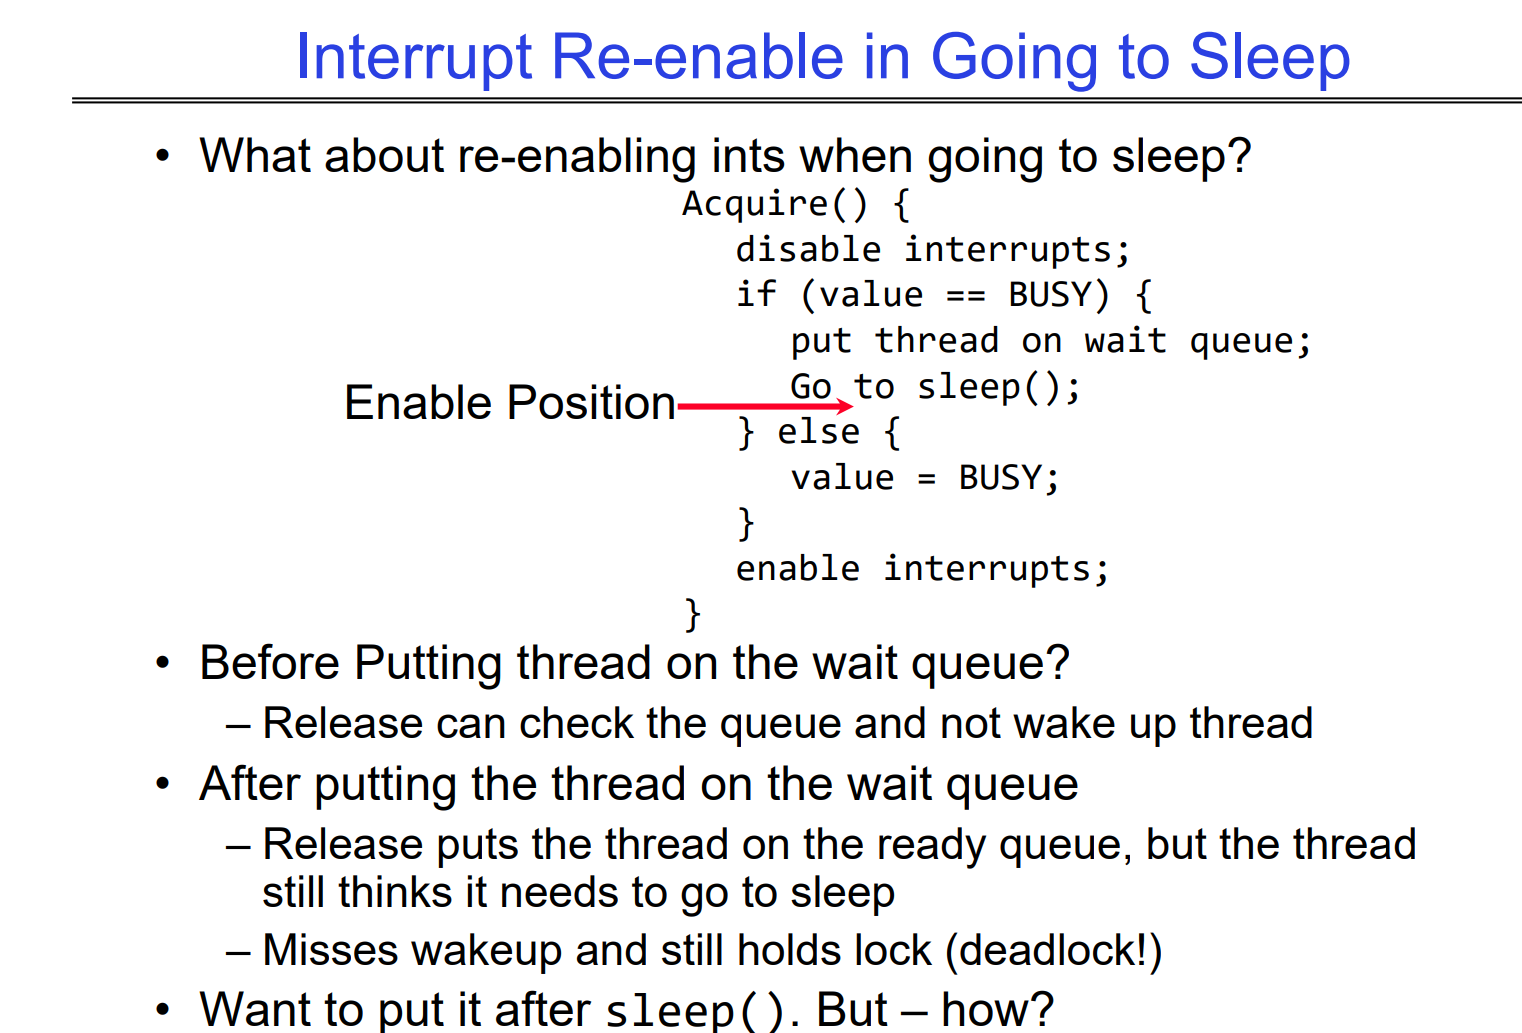 Interrupt Re-enable in Going to Sleep
• What about re-enabling ints when going to sleep?
Acquire() {
disable interrupts;
if (value == BUSY) {
put thread on wait queue;
Go to sleep();
Enable Position
} else {
value = BUSY;
}
enable interrupts;
}
• Before Putting thread on the wait queue?
– Release can check the queue and not wake up thread
• After putting the thread on the wait queue
– Release puts the thread on the ready queue, but the thread
still thinks it needs to go to sleep
– Misses wakeup and still holds lock (deadlock!)
• Want to put it after sleep(). But – how?